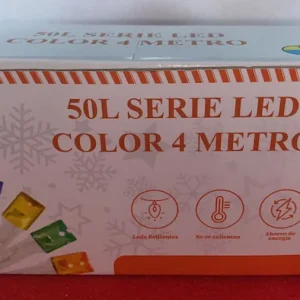 50L SERIE LED
COLOR 4 METRO
50L SERIE LED
COLOR 4 METRO
Leds Brillantes
No se calientan
Ahorro de
energia